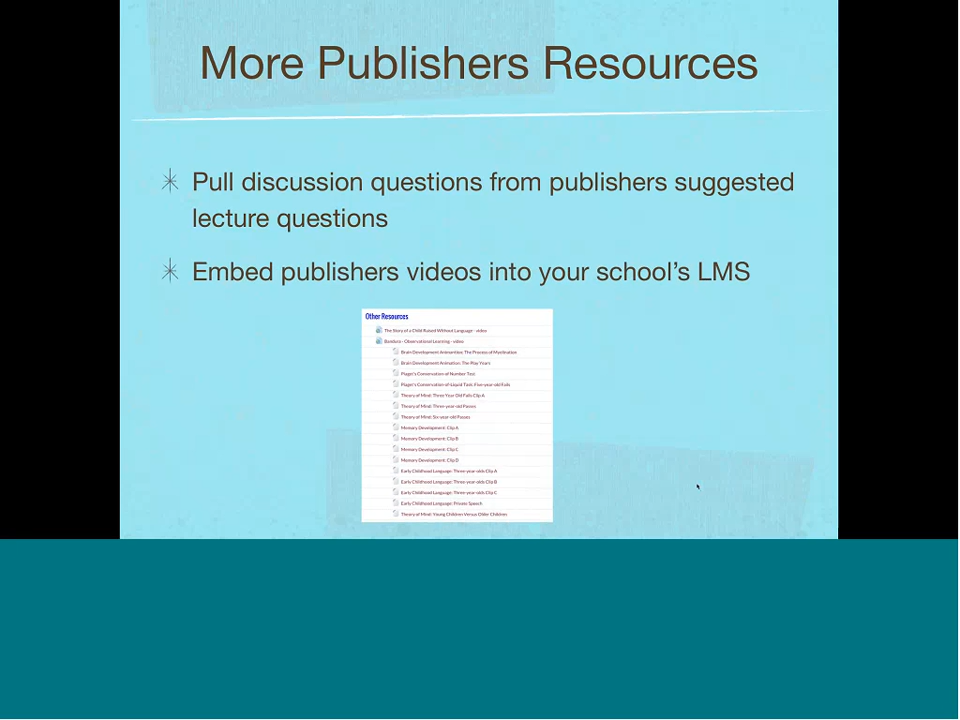 More Publishers Resources
Pull discussion questions from publishers suggested
lecture questions
Embed publishers videos into your school's LMS
Other Resources
The Story of a Child Raised Without Language - video
Bandura - Observational Learning - video
Brain Development Animantion: The Process of Myelination
Brain Development Animation: The Play Years
Piaget's Conservation of Number Test
Piaget's Conservation-of-Liquid Task: Five-year-old Fails
Theory of Mind: Three Year Old Fails Clip A
Theory of Mind: Three-year-old Passes
Theory of Mind: Six-year-old Passes
Memory Development: Clip A
Memory Development: Clip B
Memory Development: Clip C
Memory Development: Clip D
Early Childhood Language: Three-year-olds Clip A
Early Childhood Language: Three-year-olds Clip B
Early Childhood Language: Three-year-olds Clip C
Early Childhood Language: Private Speech
Theory of Mind: Young Children Versus Older Children